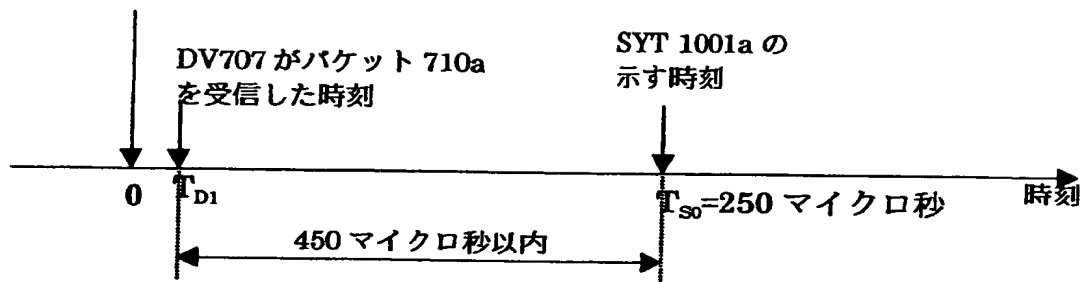 DV707 がパケット 710a
を受信した時刻
SYT 1001a の
示す時刻
0
T_D1
T_S0=250 マイクロ秒
時刻
450 マイクロ秒以内